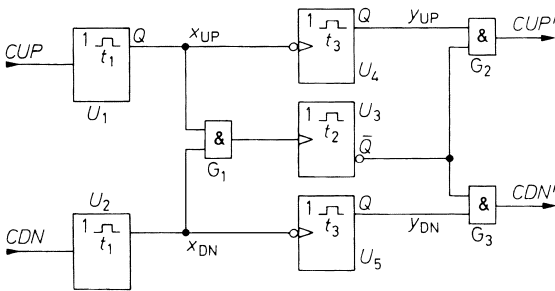 CUP
1
t1
Q
U1
xUP
1
t3
Q
U4
yUP
&
G2
CUP'
&
G1
1
t2
U3
Q̄
CDN
U2
1
t1
xDN
1
t3
Q
U5
yDN
&
G3
CDN'